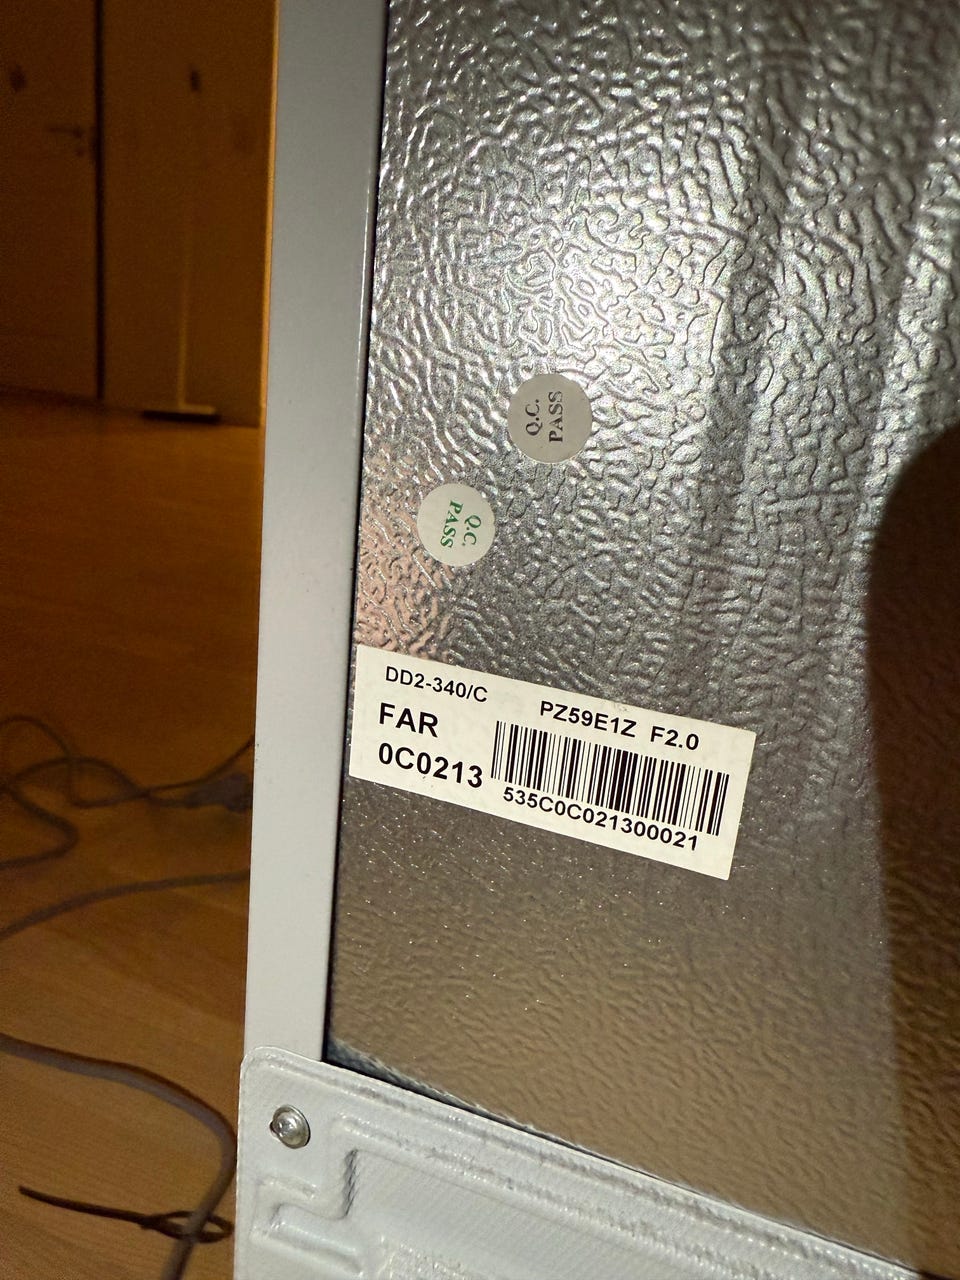 Q.C.
PASS
Q.C.
PASS
DD2-340/C PZ59E1Z F2.0
FAR
0C0213
535C0C021300021